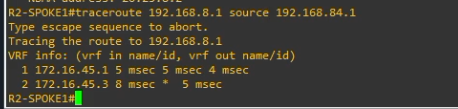 R2-SPOKE1#traceroute 192.168.8.1 source 192.168.84.1
Type escape sequence to abort.
Tracing the route to 192.168.8.1
VRF info: (vrf in name/id, vrf out name/id)
1 172.16.45.1 5 msec 5 msec 4 msec
2 172.16.45.3 8 msec * 5 msec
R2-SPOKE1#